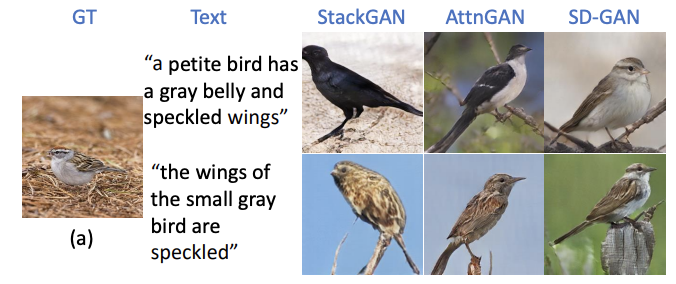 GT Text StackGAN AttnGAN SD-GAN
“a petite bird has
a gray belly and
speckled wings”
“the wings of
the small gray
bird are
speckled”
(a)